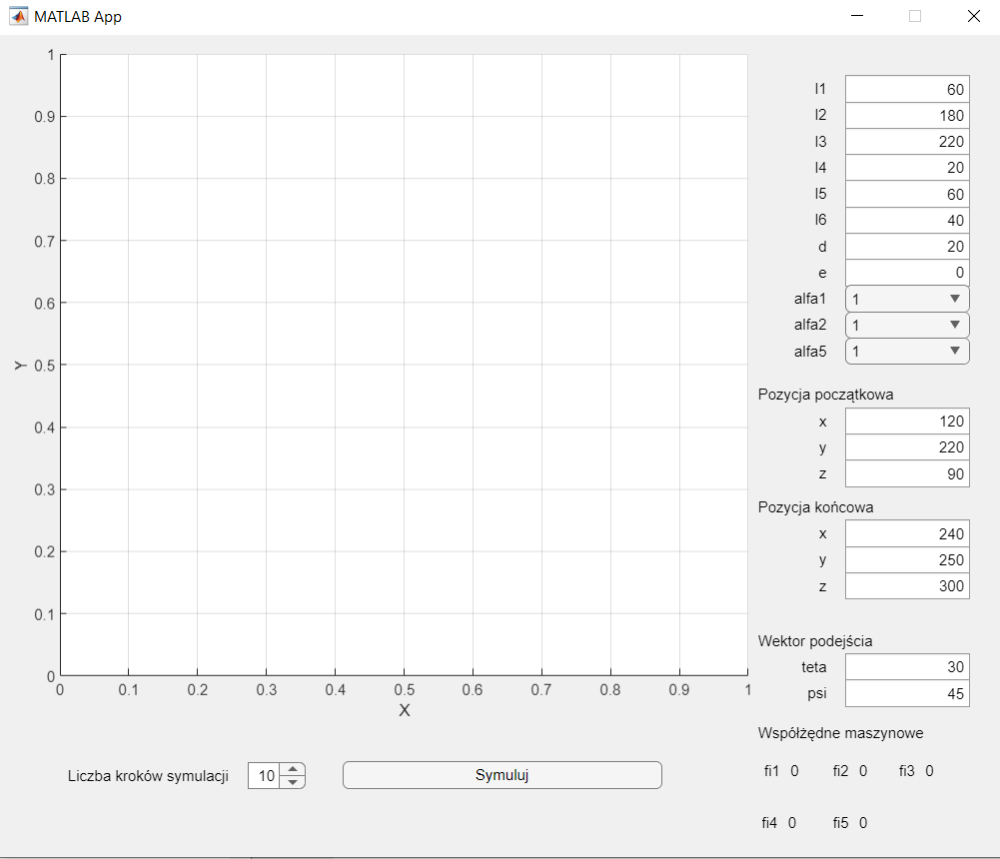 MATLAB App
1
0.9
0.8
0.7
0.6
0.5
0.4
0.3
0.2
0.1
0
Y
0 0.1 0.2 0.3 0.4 0.5 0.6 0.7 0.8 0.9 1
X
Liczba kroków symulacji 10 Symuluj
l1 60
l2 180
l3 220
l4 20
l5 60
l6 40
d 20
e 0
alfa1 1
alfa2 1
alfa5 1
Pozycja początkowa
x 120
y 220
z 90
Pozycja końcowa
x 240
y 250
z 300
Wektor podejścia
teta 30
psi 45
Współżędne maszynowe
fi1 0 fi2 0 fi3 0
fi4 0 fi5 0